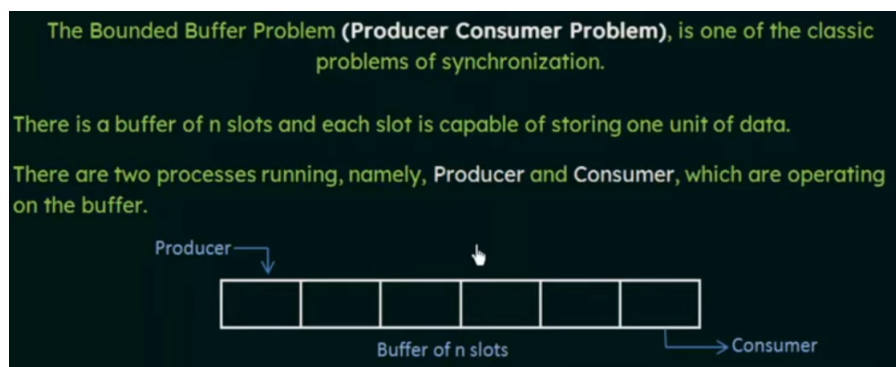 The Bounded Buffer Problem (Producer Consumer Problem), is one of the classic
problems of synchronization.
There is a buffer of n slots and each slot is capable of storing one unit of data.
There are two processes running, namely, Producer and Consumer, which are operating
on the buffer.
Producer
Buffer of n slots
Consumer